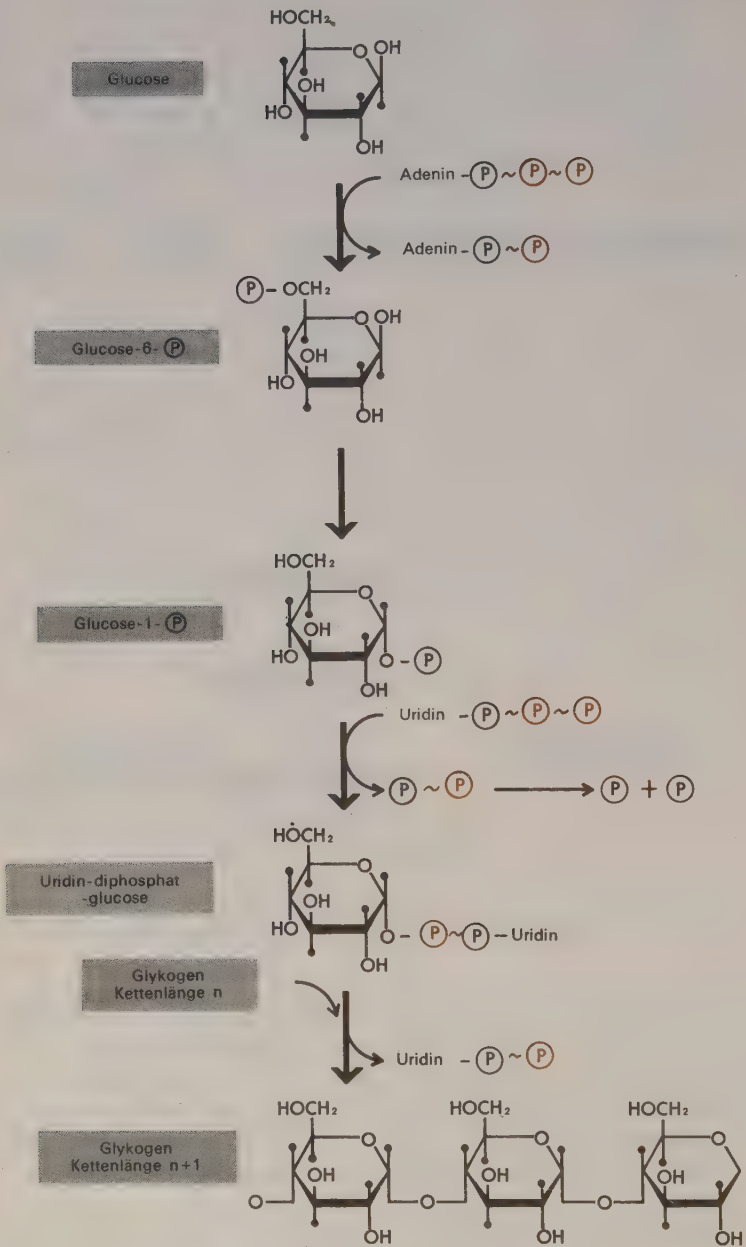 HOCH2
O OH
Glucose
OH
HO
OH
Adenin - P ~ P ~ P
Adenin - P ~ P
P - OCH2
O OH
Glucose-6- P
OH
HO
OH
HOCH2
O
Glucose-1- P
OH
HO O - P
OH
Uridin - P ~ P ~ P
P ~ P → P + P
HOCH2
O
Uridin-diphosphat
-glucose
OH
HO O - P ~ P - Uridin
OH
Glykogen
Kettenlänge n
Uridin - P ~ P
HOCH2 HOCH2 HOCH2
O O O
Glykogen
Kettenlänge n+1
OH OH OH
O O O
OH OH OH